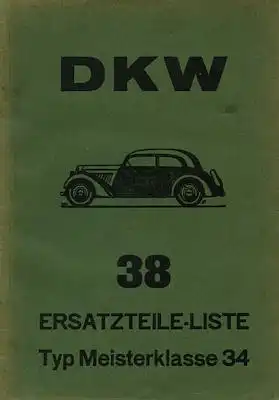 DKW
38
ERSATZTEILE-LISTE
Typ Meisterklasse 34